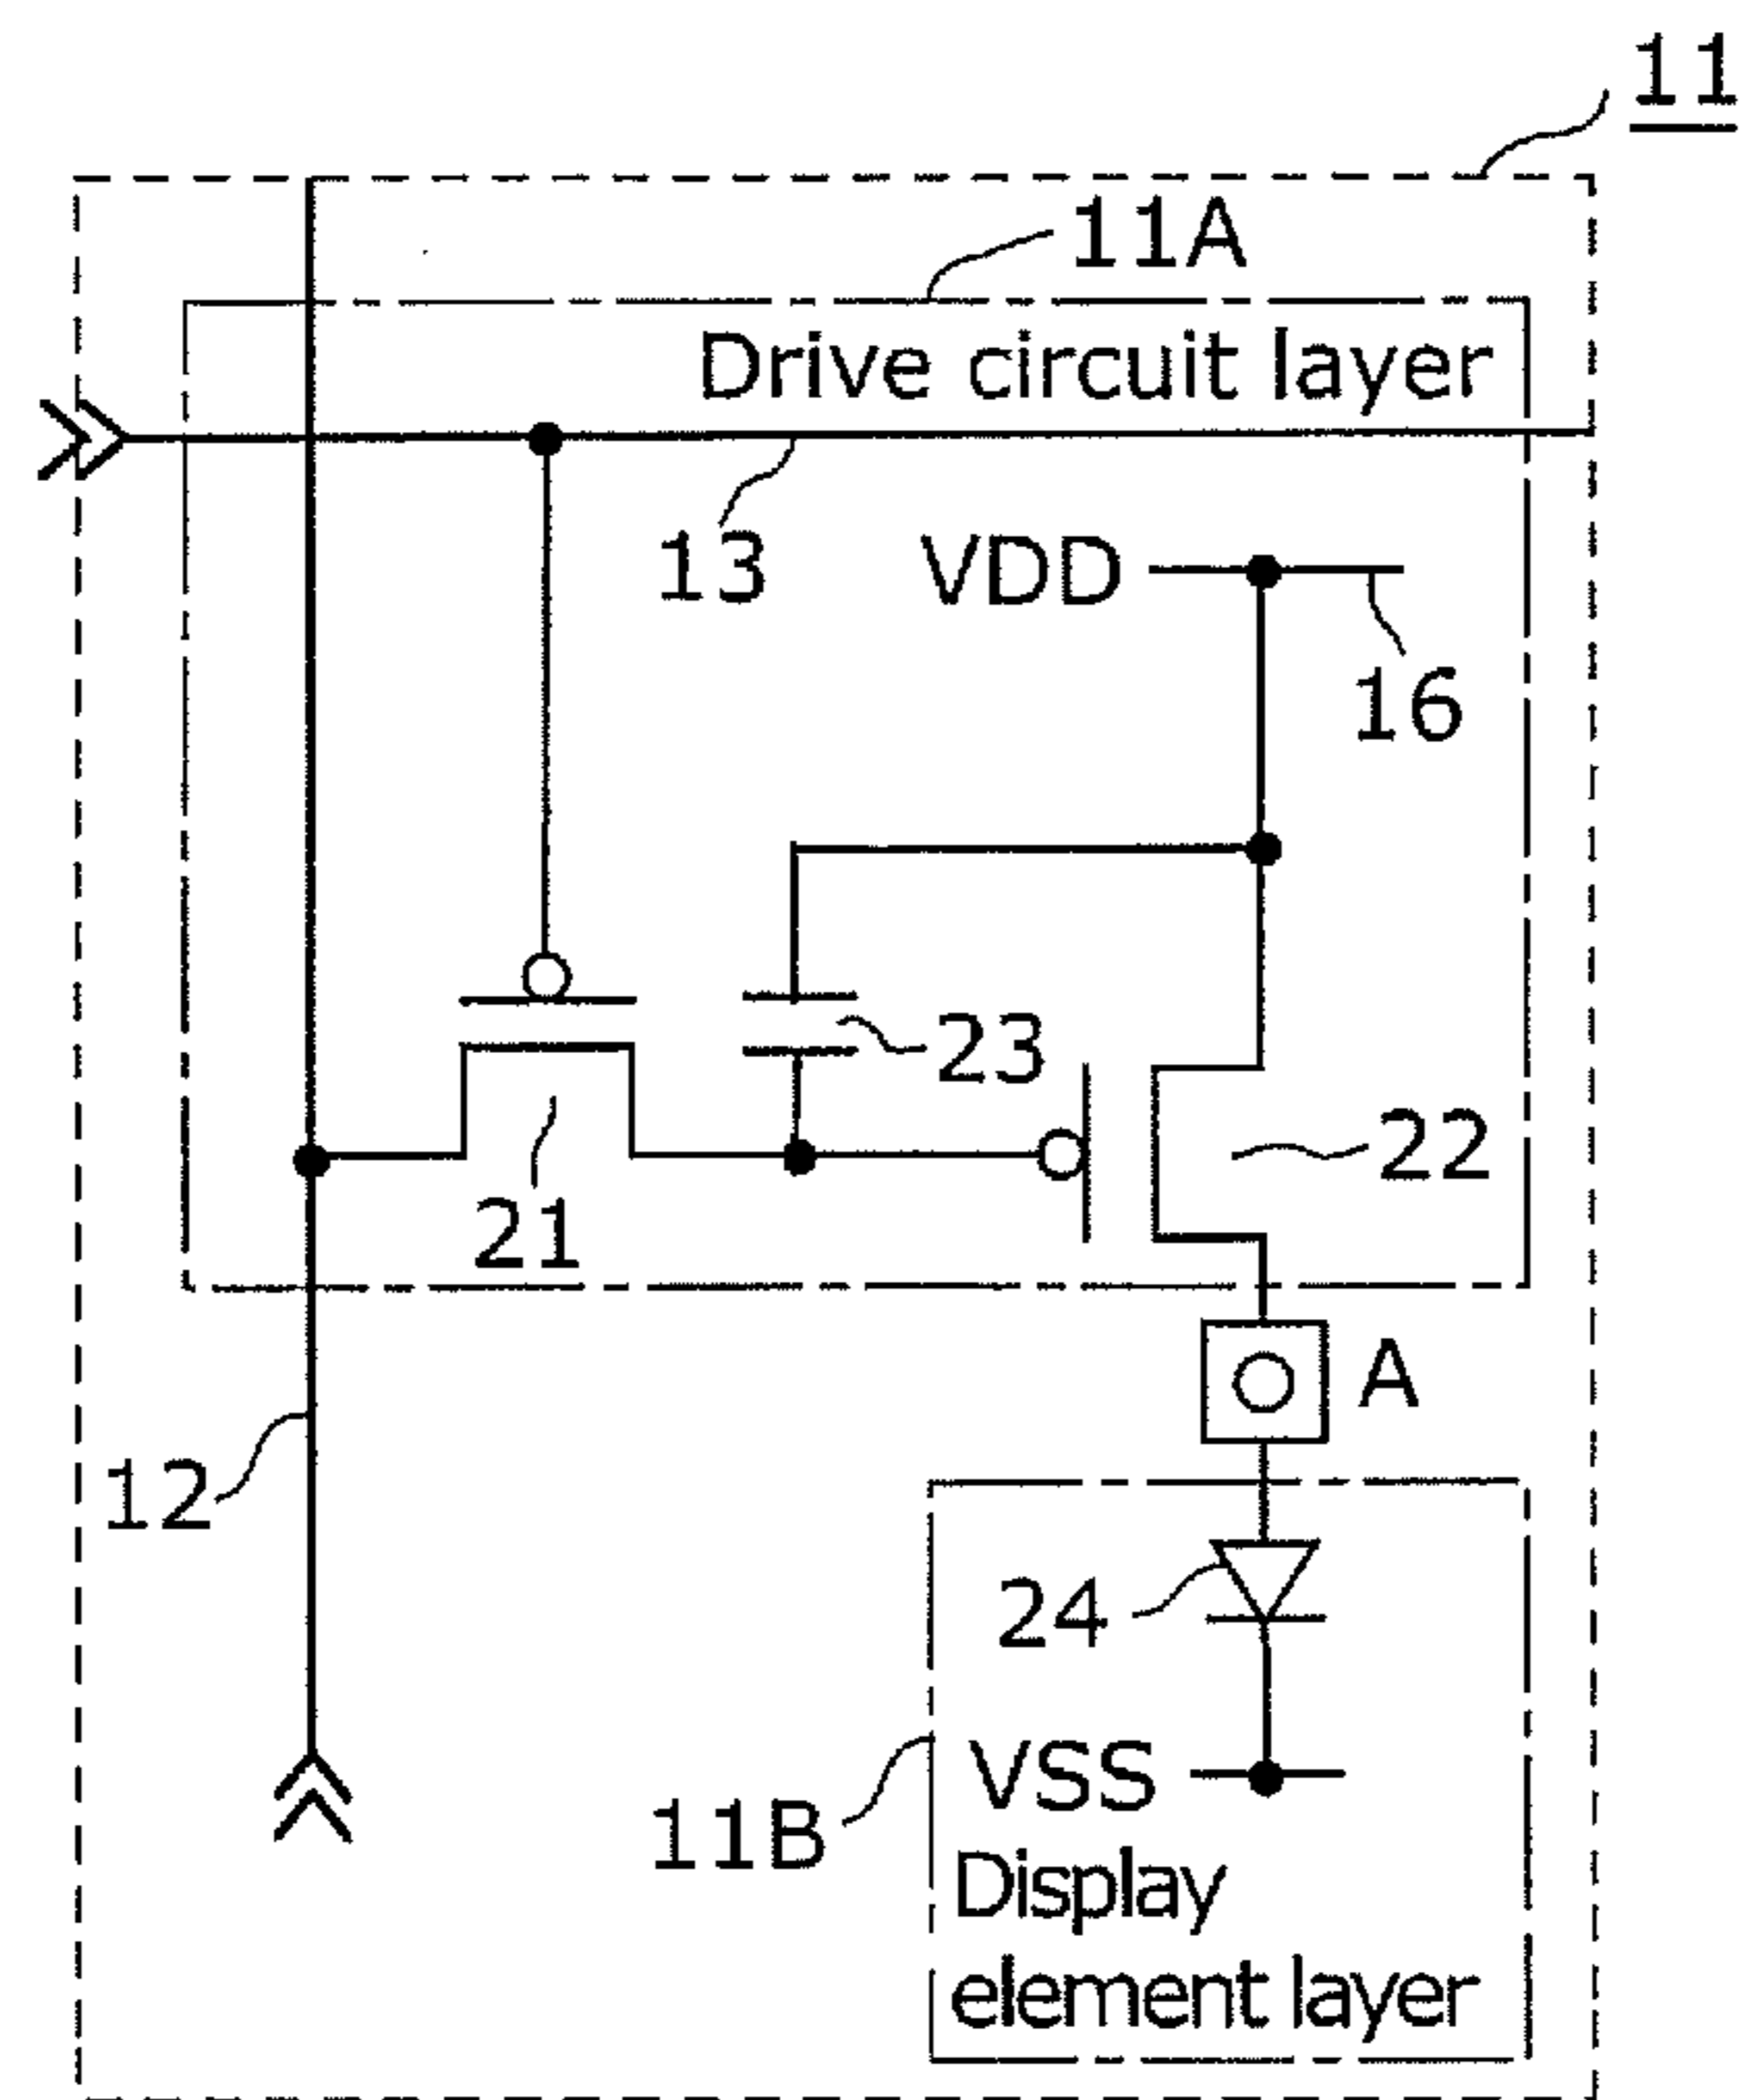 11
11A
Drive circuit layer
13
VDD
16
23
22
21
A
12
24
VSS
11B
Display
element layer